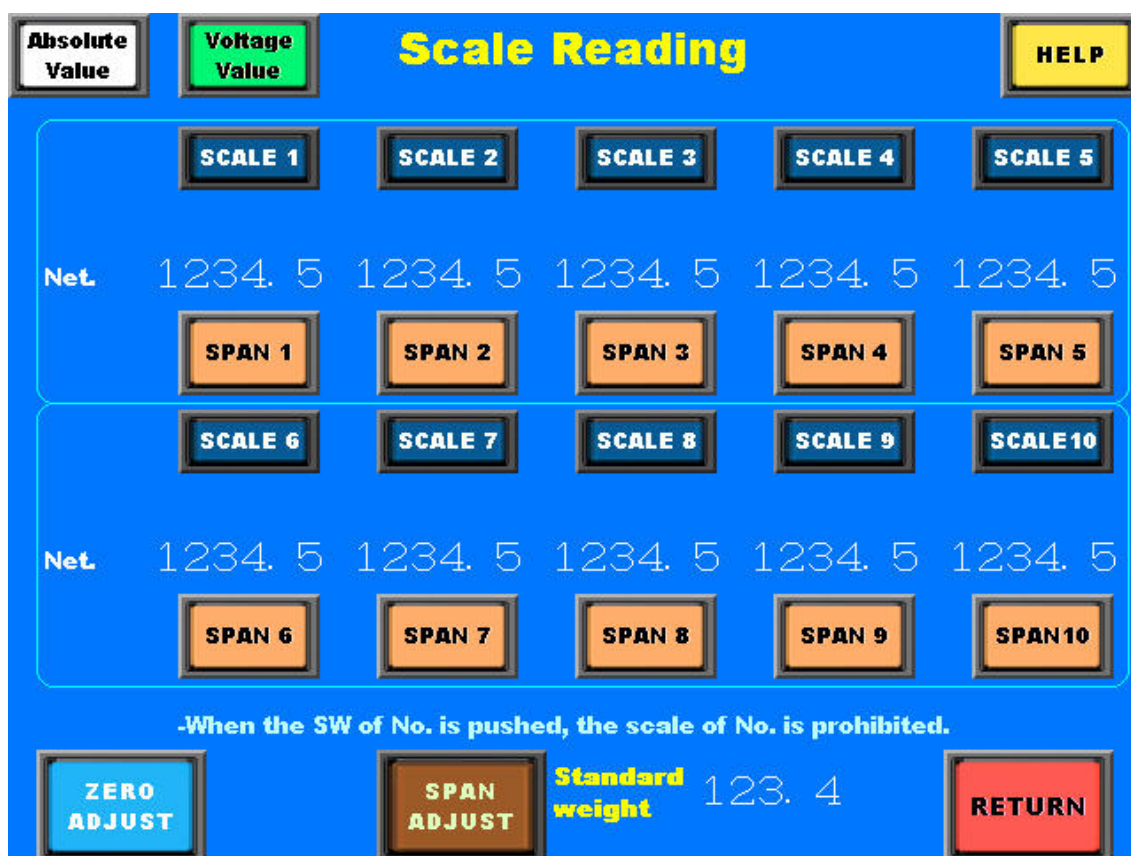 Absolute Value
Voltage Value
Scale Reading
HELP
SCALE 1 SCALE 2 SCALE 3 SCALE 4 SCALE 5
Net. 1234. 5 1234. 5 1234. 5 1234. 5 1234. 5
SPAN 1 SPAN 2 SPAN 3 SPAN 4 SPAN 5
SCALE 6 SCALE 7 SCALE 8 SCALE 9 SCALE10
Net. 1234. 5 1234. 5 1234. 5 1234. 5 1234. 5
SPAN 6 SPAN 7 SPAN 8 SPAN 9 SPAN10
-When the SW of No. is pushed, the scale of No. is prohibited.
ZERO ADJUST
SPAN ADJUST
Standard weight
123. 4
RETURN